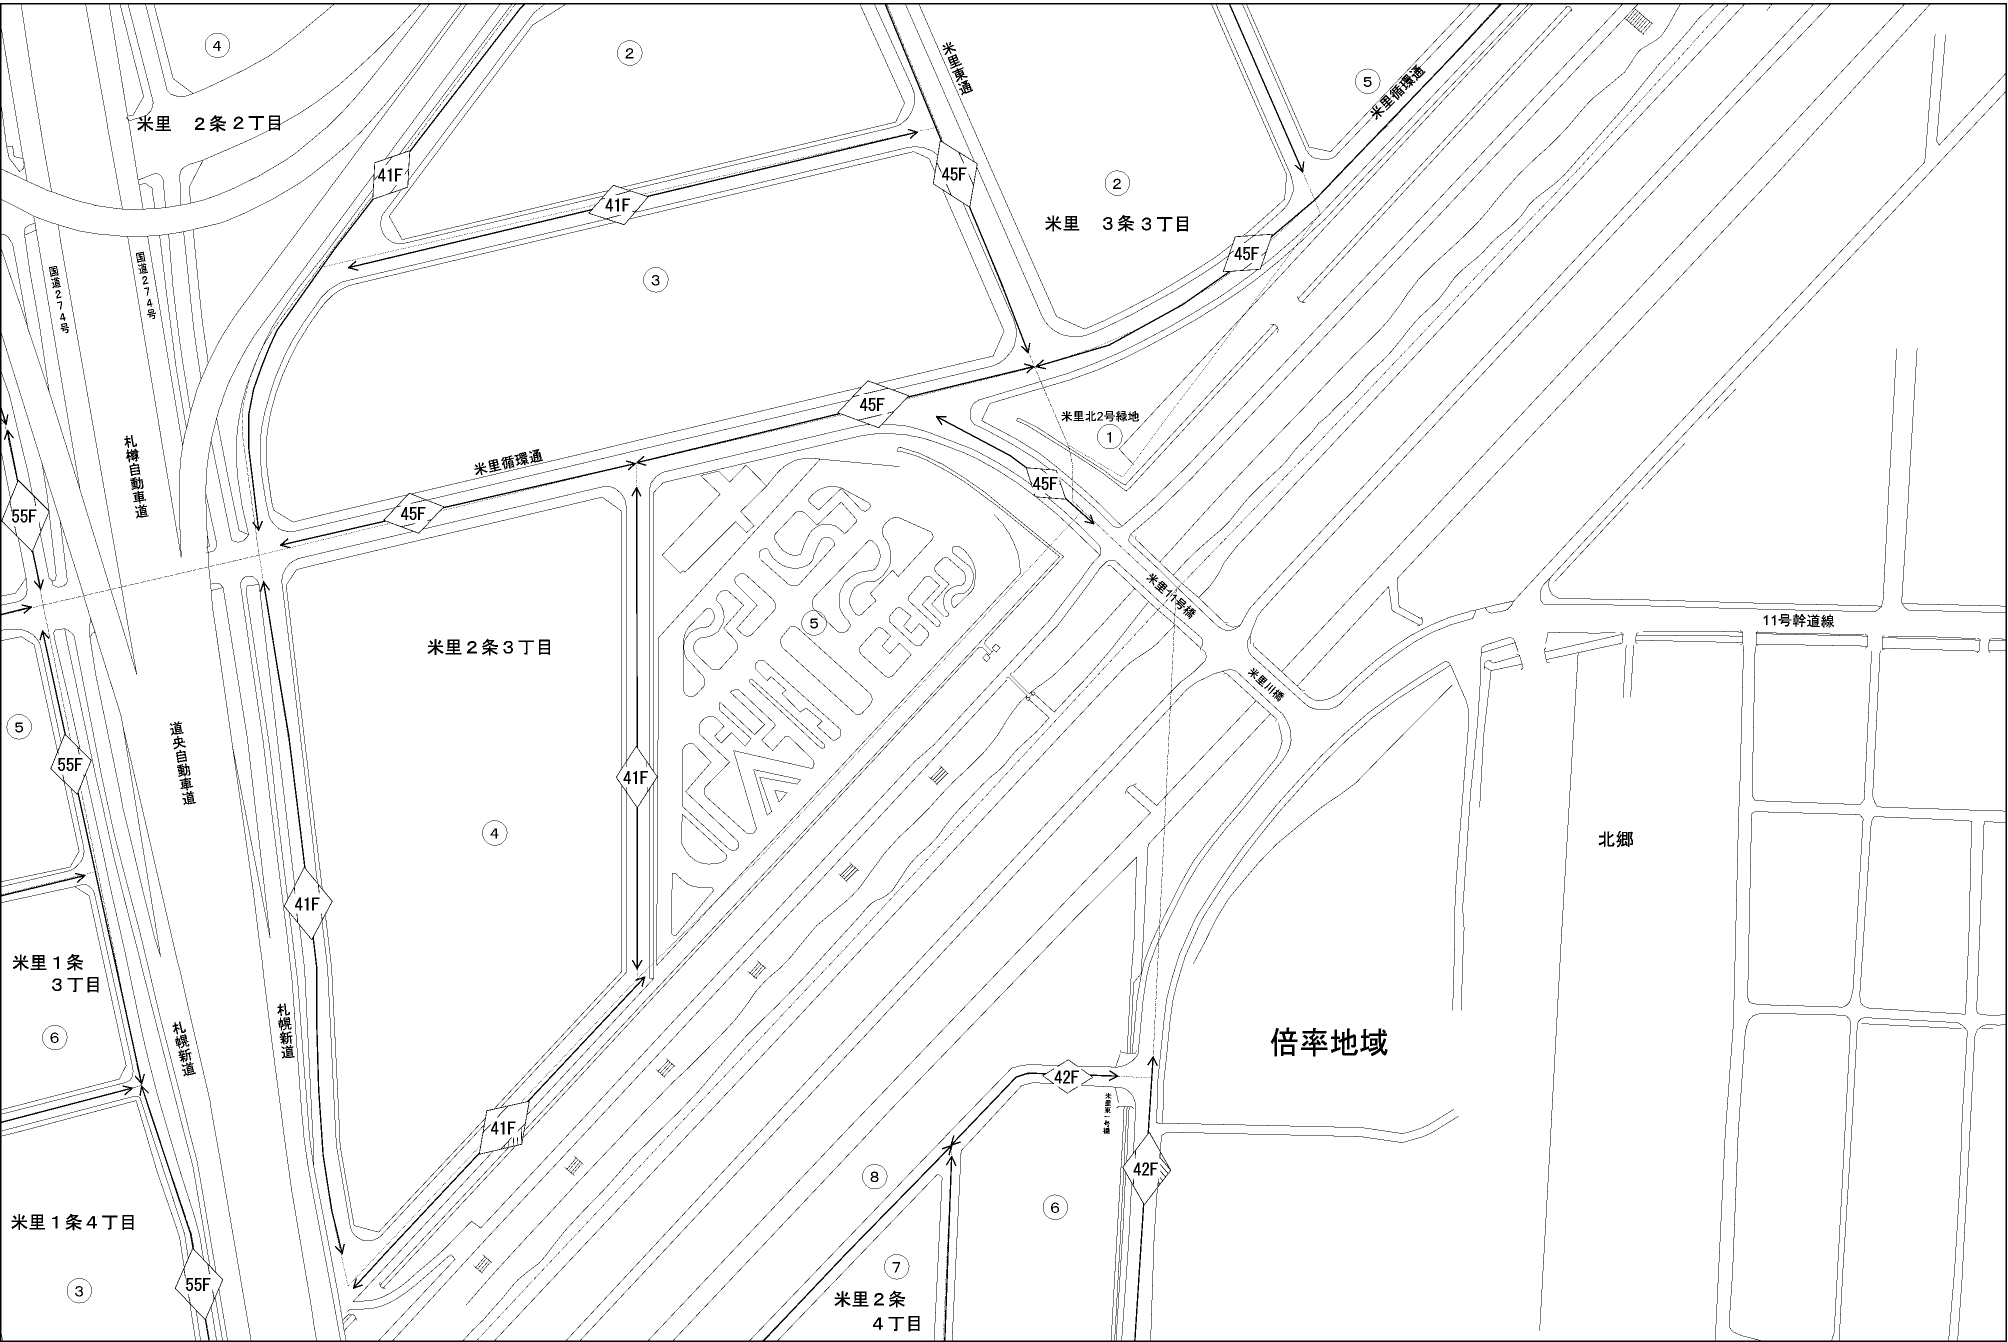 ④
②
米里東通
⑤
米里循環通
米里　２条２丁目
41F
41F
45F
②
米里　３条３丁目
45F
国道274号
国道274号
③
45F
米里北2号緑地
①
札樽自動車道
米里循環通
45F
55F
45F
米里11号橋
⑤
11号幹道線
米里２条３丁目
米里川橋
⑤
道央自動車道
55F
41F
④
北郷
41F
米里１条
３丁目
⑥
札幌新道
札幌新道
倍率地域
42F
米里東一号橋
41F
⑧
42F
⑥
米里１条４丁目
⑦
55F
③
米里２条
４丁目